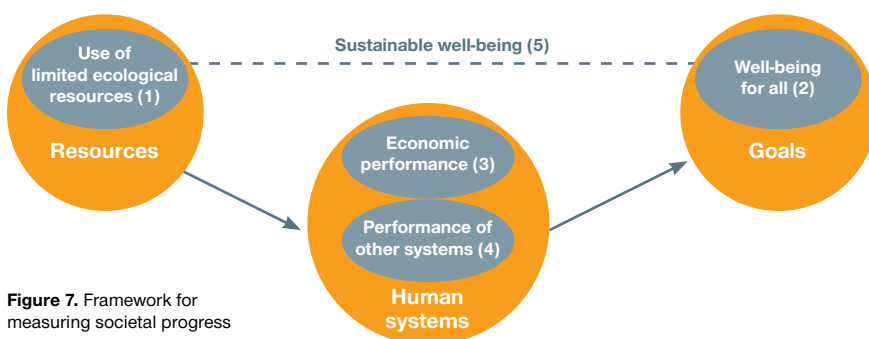 Sustainable well-being (5)
Use of
limited ecological
resources (1)
Resources
Well-being
for all (2)
Goals
Economic
performance (3)
Performance of
other systems (4)
Human
systems
Figure 7. Framework for
measuring societal progress